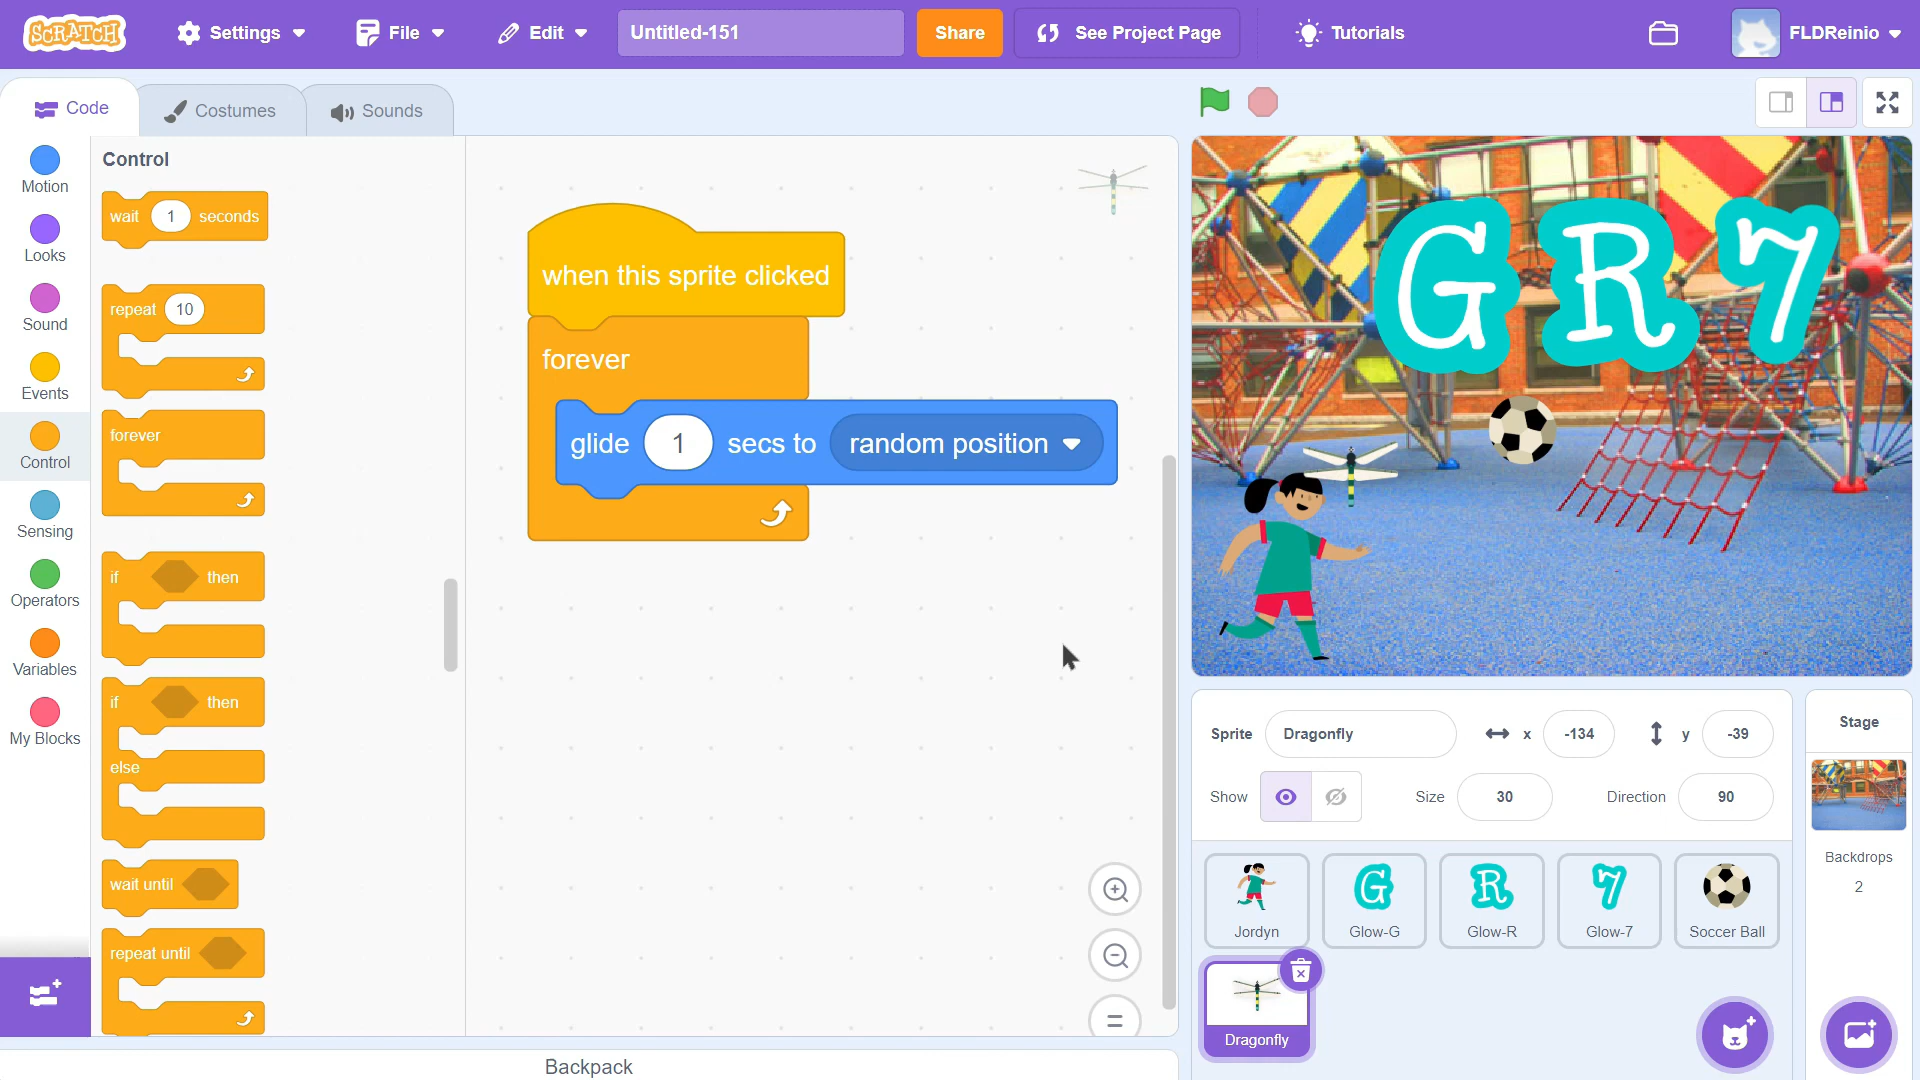 SCRATCH
Settings
File
Edit
Untitled-151
Share
See Project Page
Tutorials
FLDReinio
Code
Costumes
Sounds
Motion
Looks
Sound
Events
Control
Sensing
Operators
Variables
My Blocks
Control
wait 1 seconds
repeat 10
forever
if then
if then
else
wait until
repeat until
when this sprite clicked
forever
glide 1 secs to random position
Backpack
G R 7
Sprite Dragonfly x -134 y -39
Show Size 30 Direction 90
Jordyn
Glow-G
Glow-R
Glow-7
Soccer Ball
Dragonfly
G
R
7
Stage
Backdrops
2